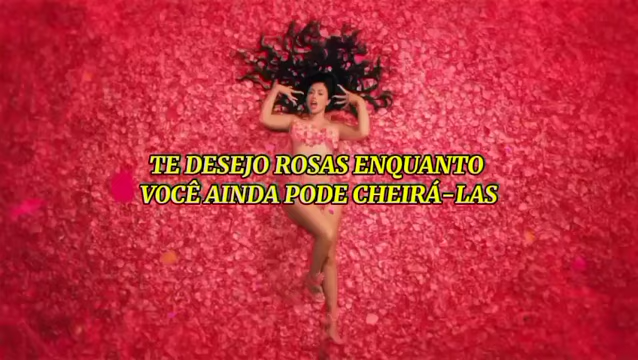 TE DESEJO ROSAS ENQUANTO
VOCÊ AINDA PODE CHEIRÁ-LAS